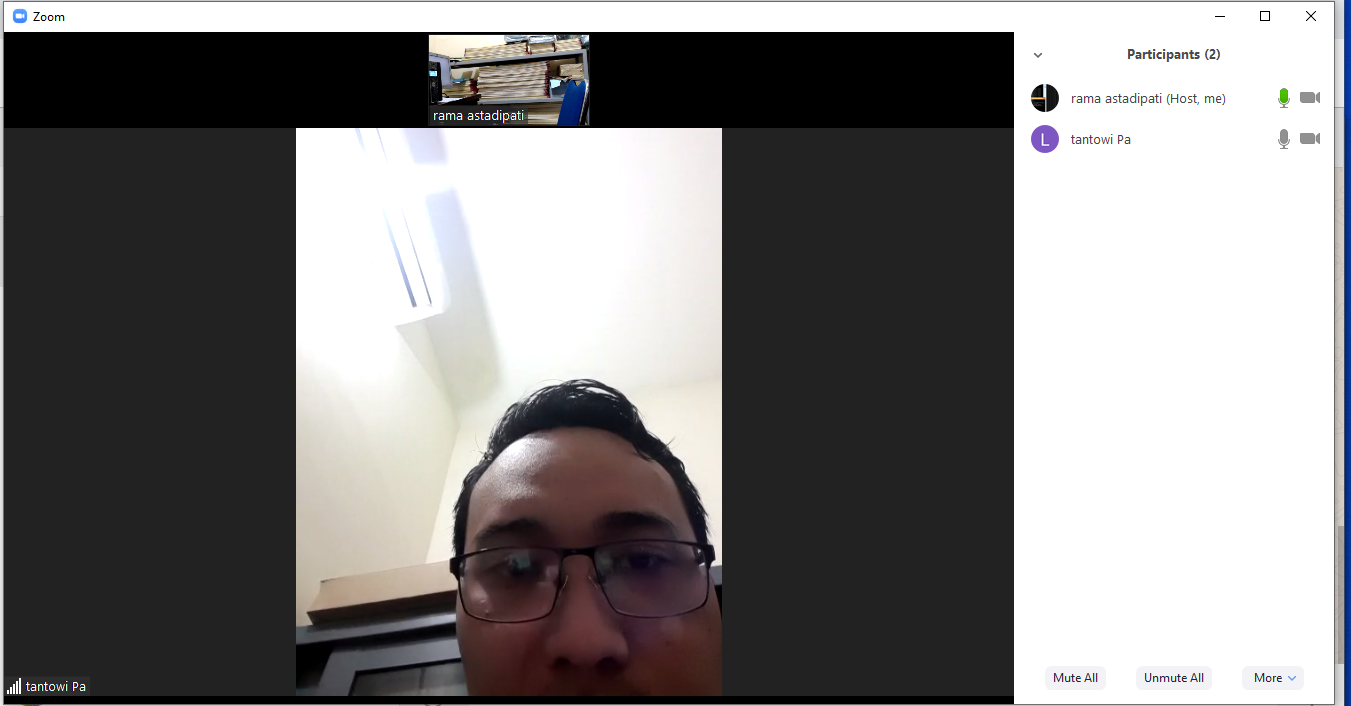 Zoom
rama astadipati
tantowi Pa
Participants (2)
rama astadipati (Host, me)
L
tantowi Pa
Mute All
Unmute All
More